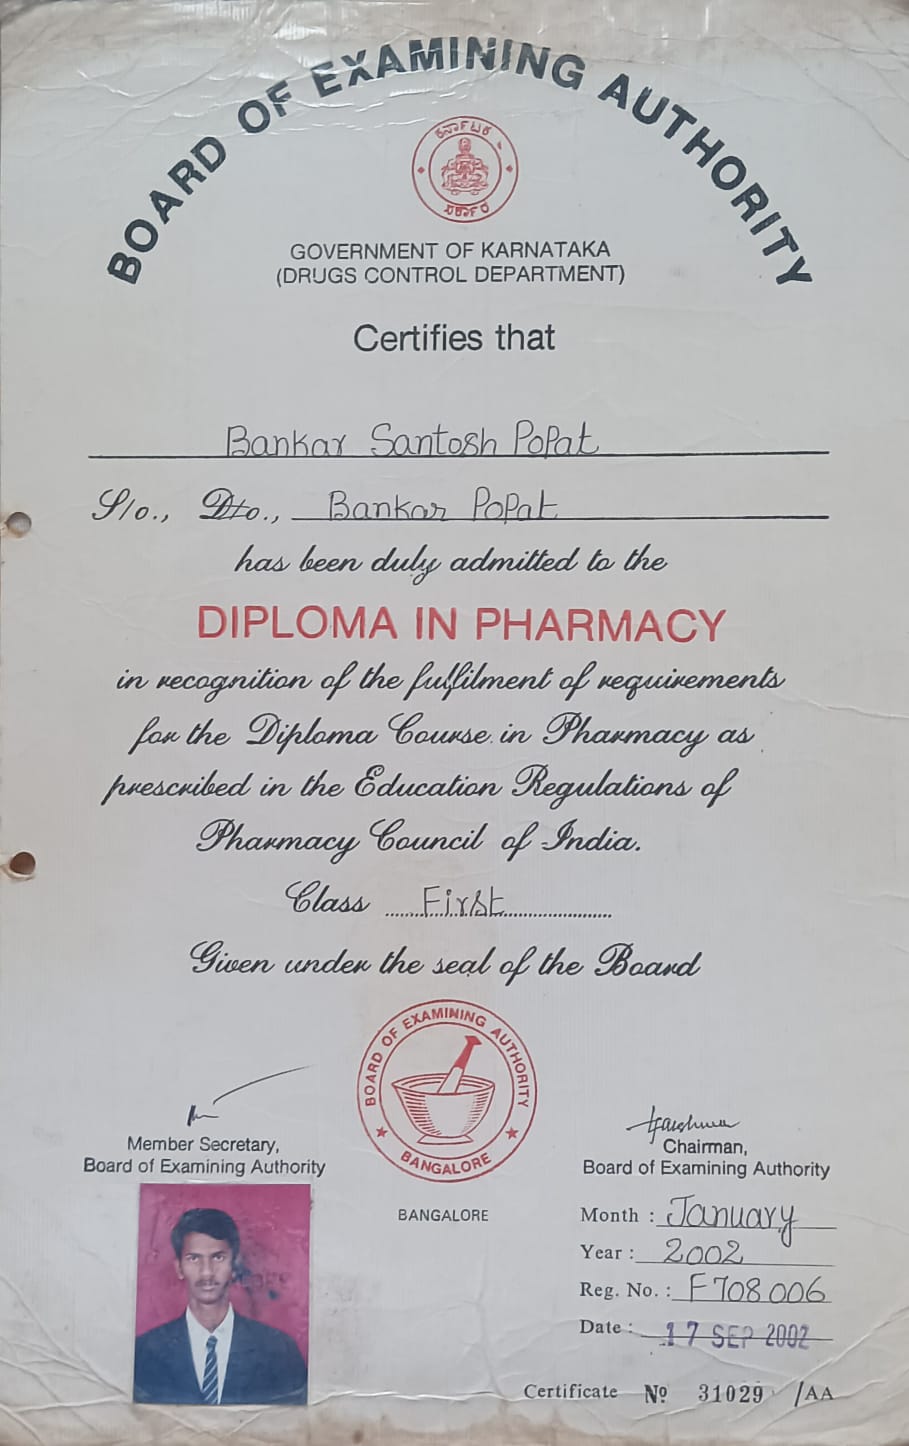 BOARD OF EXAMINING AUTHORITY
ಕರ್ನಾಟಕ
ಸರ್ಕಾರ
GOVERNMENT OF KARNATAKA
(DRUGS CONTROL DEPARTMENT)
Certifies that
Bankar Santosh Popat
S/o., D/o., Bankar Popat
has been duly admitted to the
DIPLOMA IN PHARMACY
in recognition of the fulfilment of requirements
for the Diploma Course in Pharmacy as
prescribed in the Education Regulations of
Pharmacy Council of India.
Class First
Given under the seal of the Board
BOARD OF EXAMINING AUTHORITY
BANGALORE
Member Secretary,
Board of Examining Authority
Chairman,
Board of Examining Authority
BANGALORE
Month : January
Year : 2002
Reg. No. : F708006
Date : 17 SEP 2002
Certificate Nº 31029 /AA